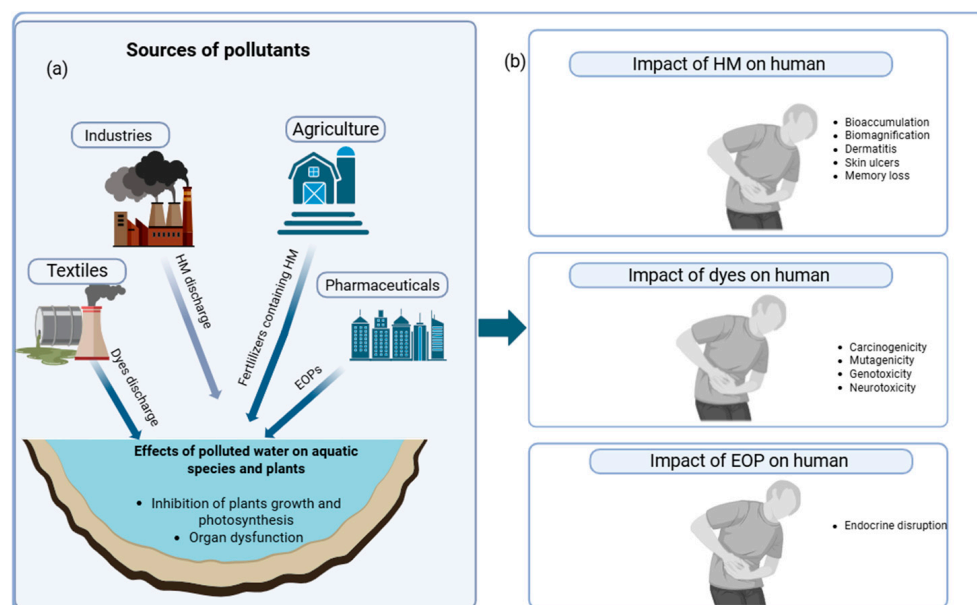 Sources of pollutants
(a)
Industries
Agriculture
Textiles
Pharmaceuticals
HM discharge
Fertlilizers containing HM
Dyes discharge
EOPs
Effects of polluted water on aquatic
species and plants
• Inhibition of plants growth and
photosynthesis
• Organ dysfunction
(b)
Impact of HM on human
• Bioaccumulation
• Biomagnification
• Dermatitis
• Skin ulcers
• Memory loss
Impact of dyes on human
• Carcinogenicity
• Mutagenicity
• Genotoxicity
• Neurotoxicity
Impact of EOP on human
• Endocrine disruption